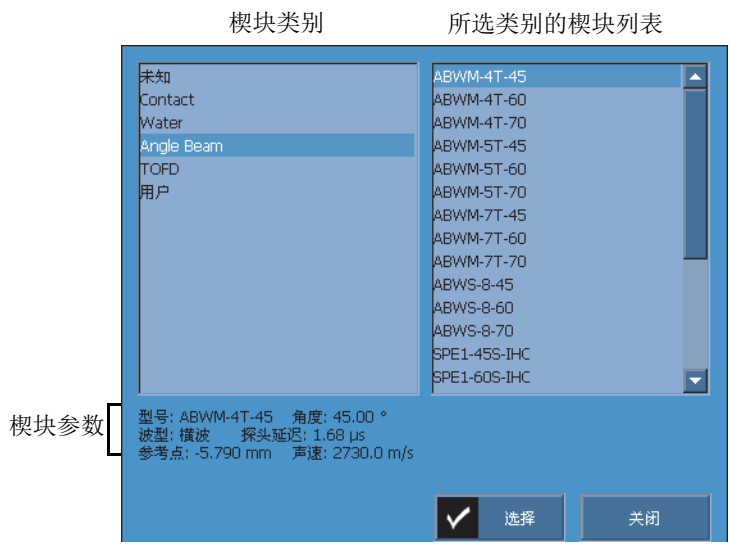 楔块类别
所选类别的楔块列表
未知
Contact
Water
Angle Beam
TOFD
用户
ABWM-4T-45
ABWM-4T-60
ABWM-4T-70
ABWM-5T-45
ABWM-5T-60
ABWM-5T-70
ABWM-7T-45
ABWM-7T-60
ABWM-7T-70
ABWS-8-45
ABWS-8-60
ABWS-8-70
SPE1-45S-IHC
SPE1-60S-IHC
楔块参数
型号: ABWM-4T-45 角度: 45.00 °
波型: 横波 探头延迟: 1.68 µs
参考点: -5.790 mm 声速: 2730.0 m/s
选择
关闭